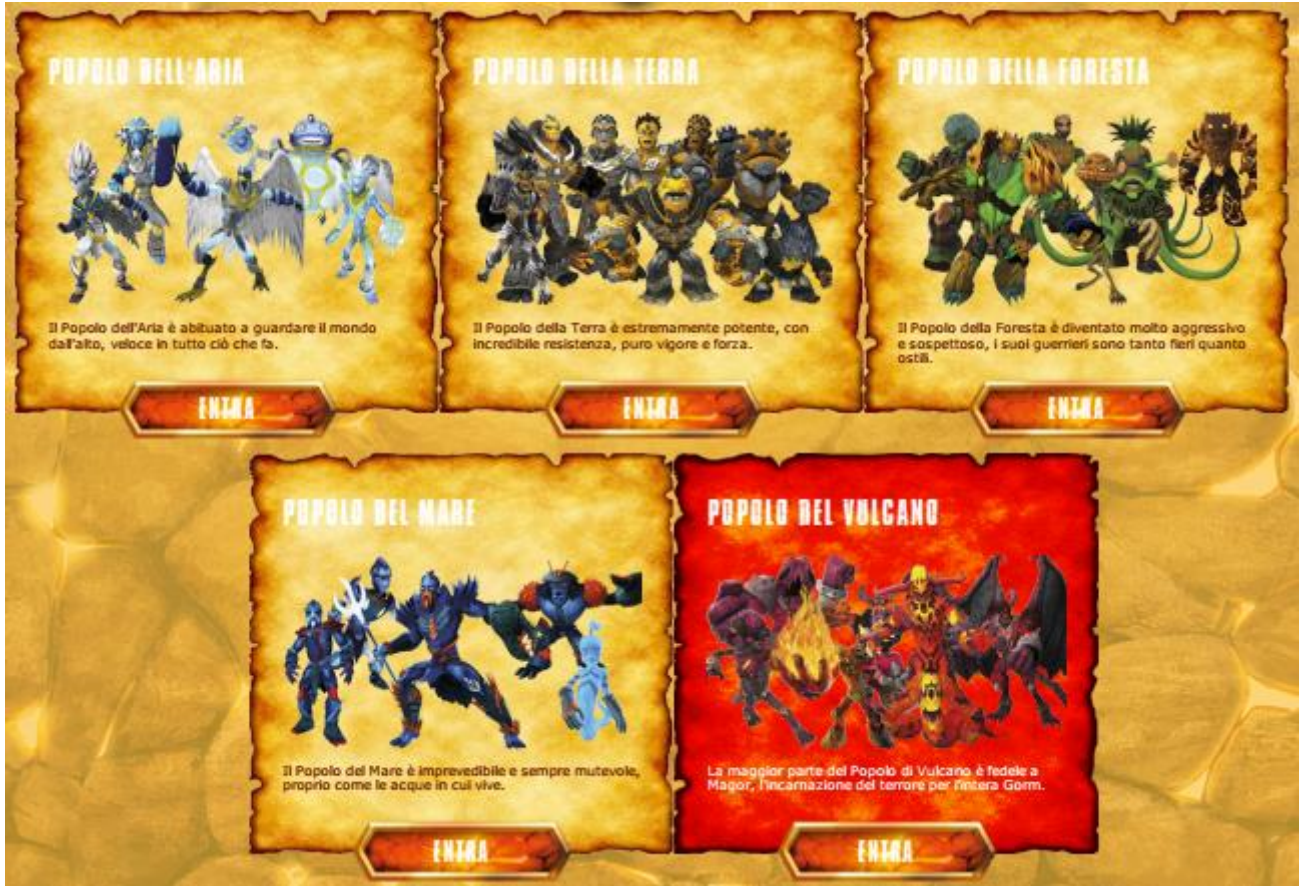 POPOLO DELL'ARIA
Il Popolo dell'Aria è abituato a guardare il mondo
dall'alto, veloce in tutto ciò che fa.
ENTRA
POPOLO DELLA TERRA
Il Popolo della Terra è estremamente potente, con
incredibile resistenza, puro vigore e forza.
ENTRA
POPOLO DELLA FORESTA
Il Popolo della Foresta è diventato molto aggressivo
e sospettoso, i suoi guerrieri sono tanto fieri quanto
ostili.
ENTRA
POPOLO DEL MARE
Il Popolo del Mare è imprevedibile e sempre mutevole,
proprio come le acque in cui vive.
ENTRA
POPOLO DEL VULCANO
La maggior parte del Popolo di Vulcano è fedele a
Magor, l'incarnazione del terrore per l'intera Gorm.
ENTRA